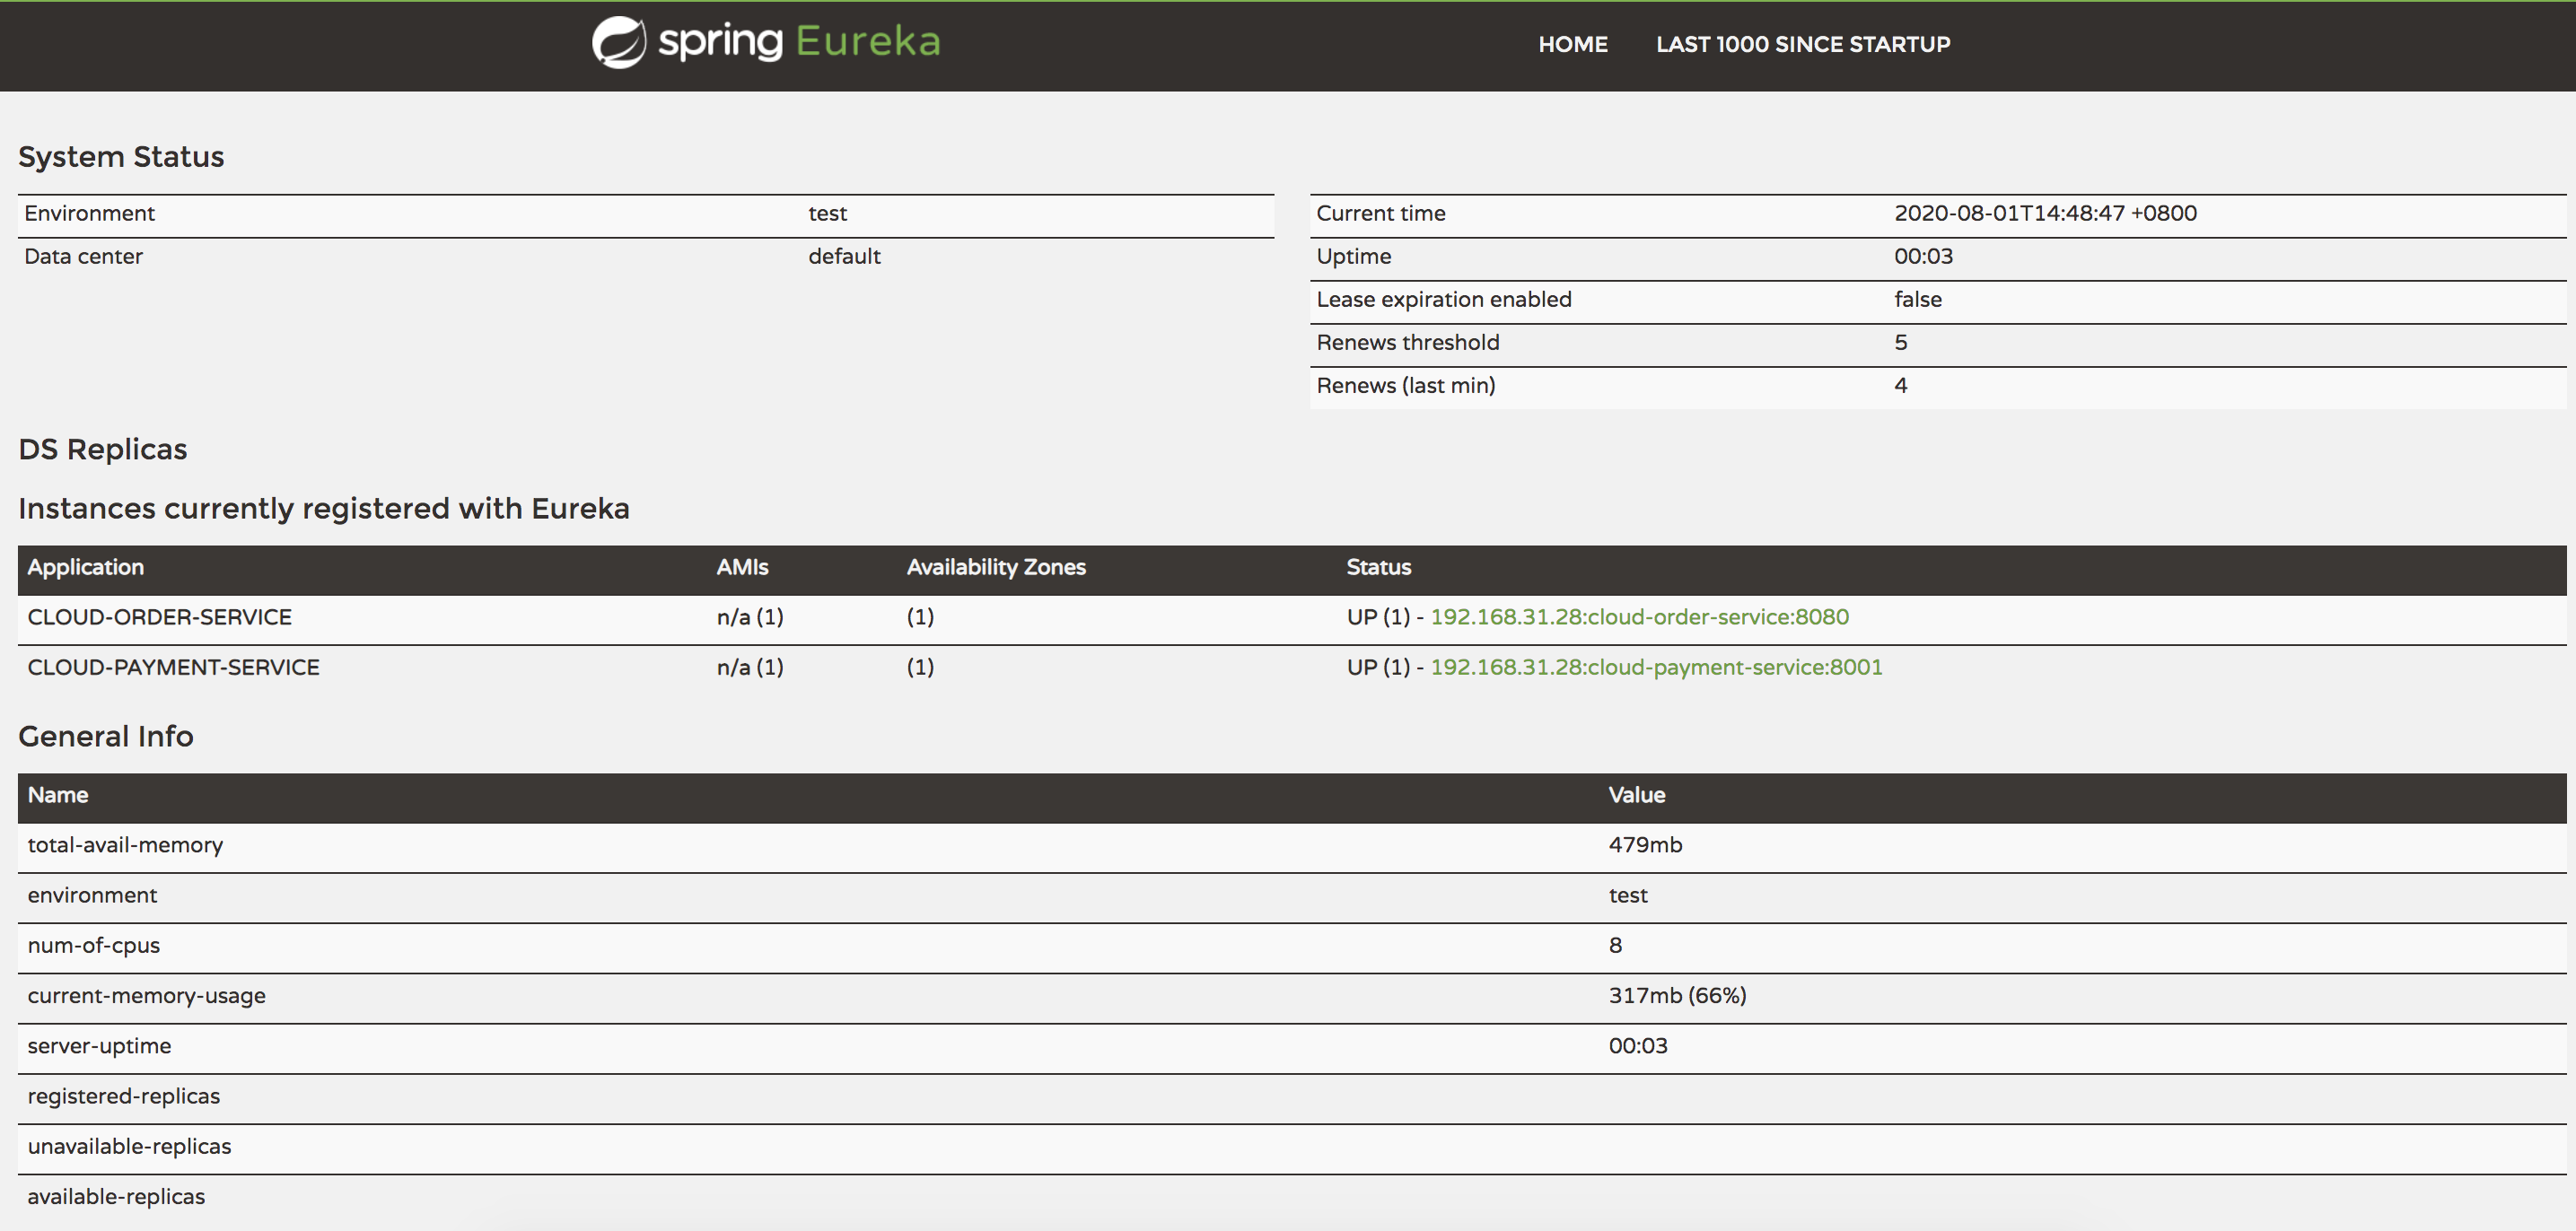 spring Eureka
HOME LAST 1000 SINCE STARTUP
System Status
Environment test
Data center default
Current time 2020-08-01T14:48:47 +0800
Uptime 00:03
Lease expiration enabled false
Renews threshold 5
Renews (last min) 4
DS Replicas
Instances currently registered with Eureka
Application AMIs Availability Zones Status
CLOUD-ORDER-SERVICE n/a (1) (1) UP (1) - 192.168.31.28:cloud-order-service:8080
CLOUD-PAYMENT-SERVICE n/a (1) (1) UP (1) - 192.168.31.28:cloud-payment-service:8001
General Info
Name Value
total-avail-memory 479mb
environment test
num-of-cpus 8
current-memory-usage 317mb (66%)
server-uptime 00:03
registered-replicas
unavailable-replicas
available-replicas